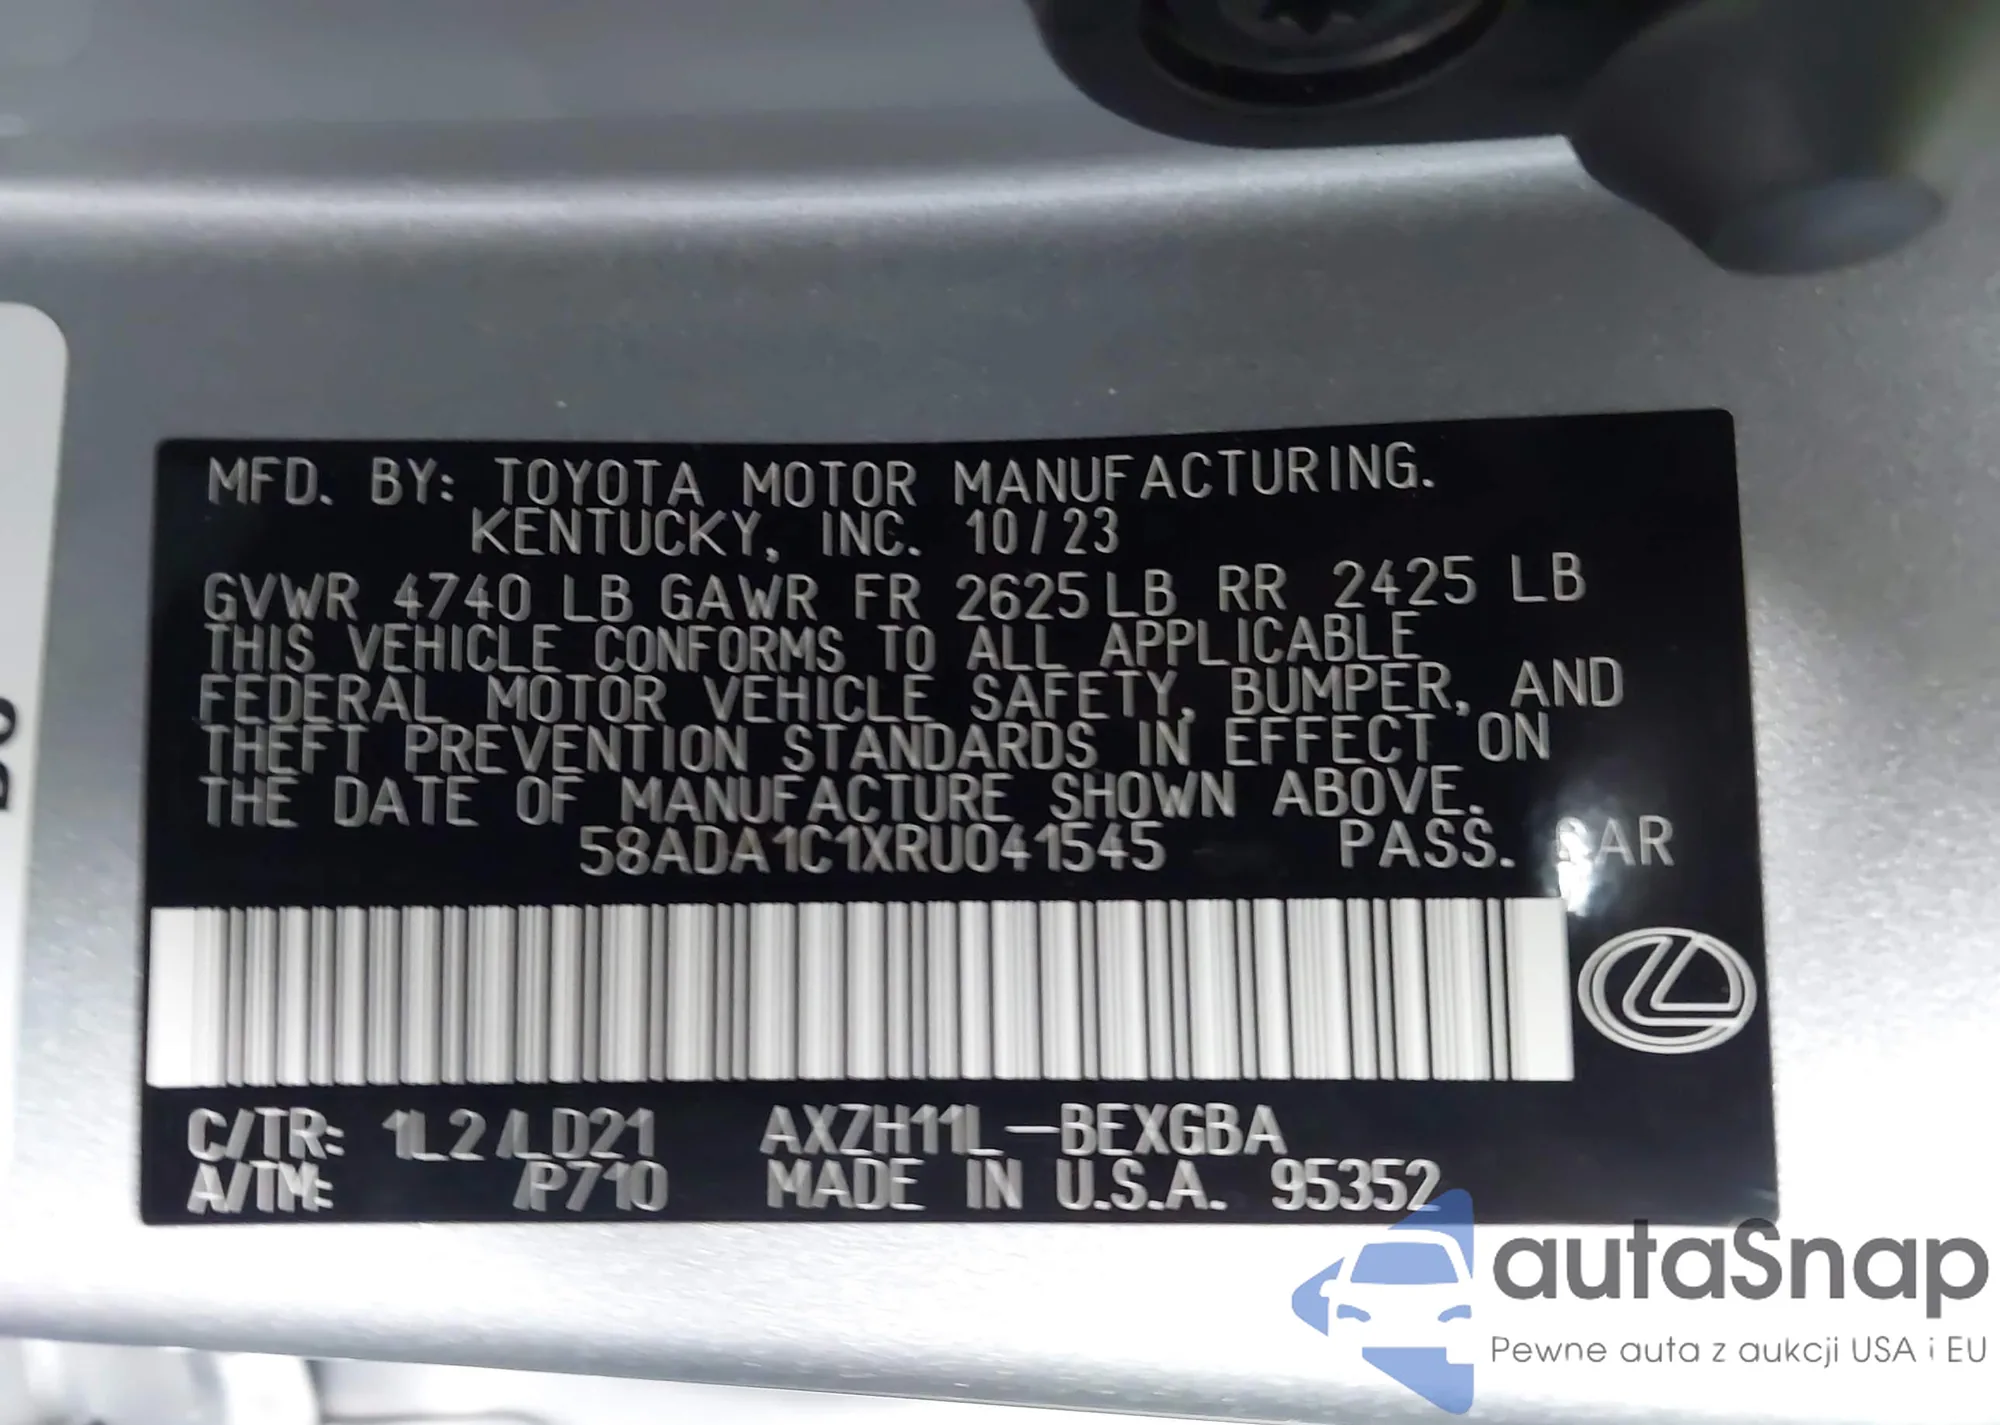 MFD. BY: TOYOTA MOTOR MANUFACTURING.
KENTUCKY, INC. 10/23
GVWR 4740 LB GAWR FR 2625 LB RR 2425 LB
THIS VEHICLE CONFORMS TO ALL APPLICABLE
FEDERAL MOTOR VEHICLE SAFETY, BUMPER, AND
THEFT PREVENTION STANDARDS IN EFFECT ON
THE DATE OF MANUFACTURE SHOWN ABOVE.
58ADA1C1XRU041545 PASS. CAR
C/TR: 1L2/LD21 AXZH11L-BEXGBA
A/TM: /P710 MADE IN U.S.A. 95352
autaSnap
Pewne auta z aukcji USA i EU